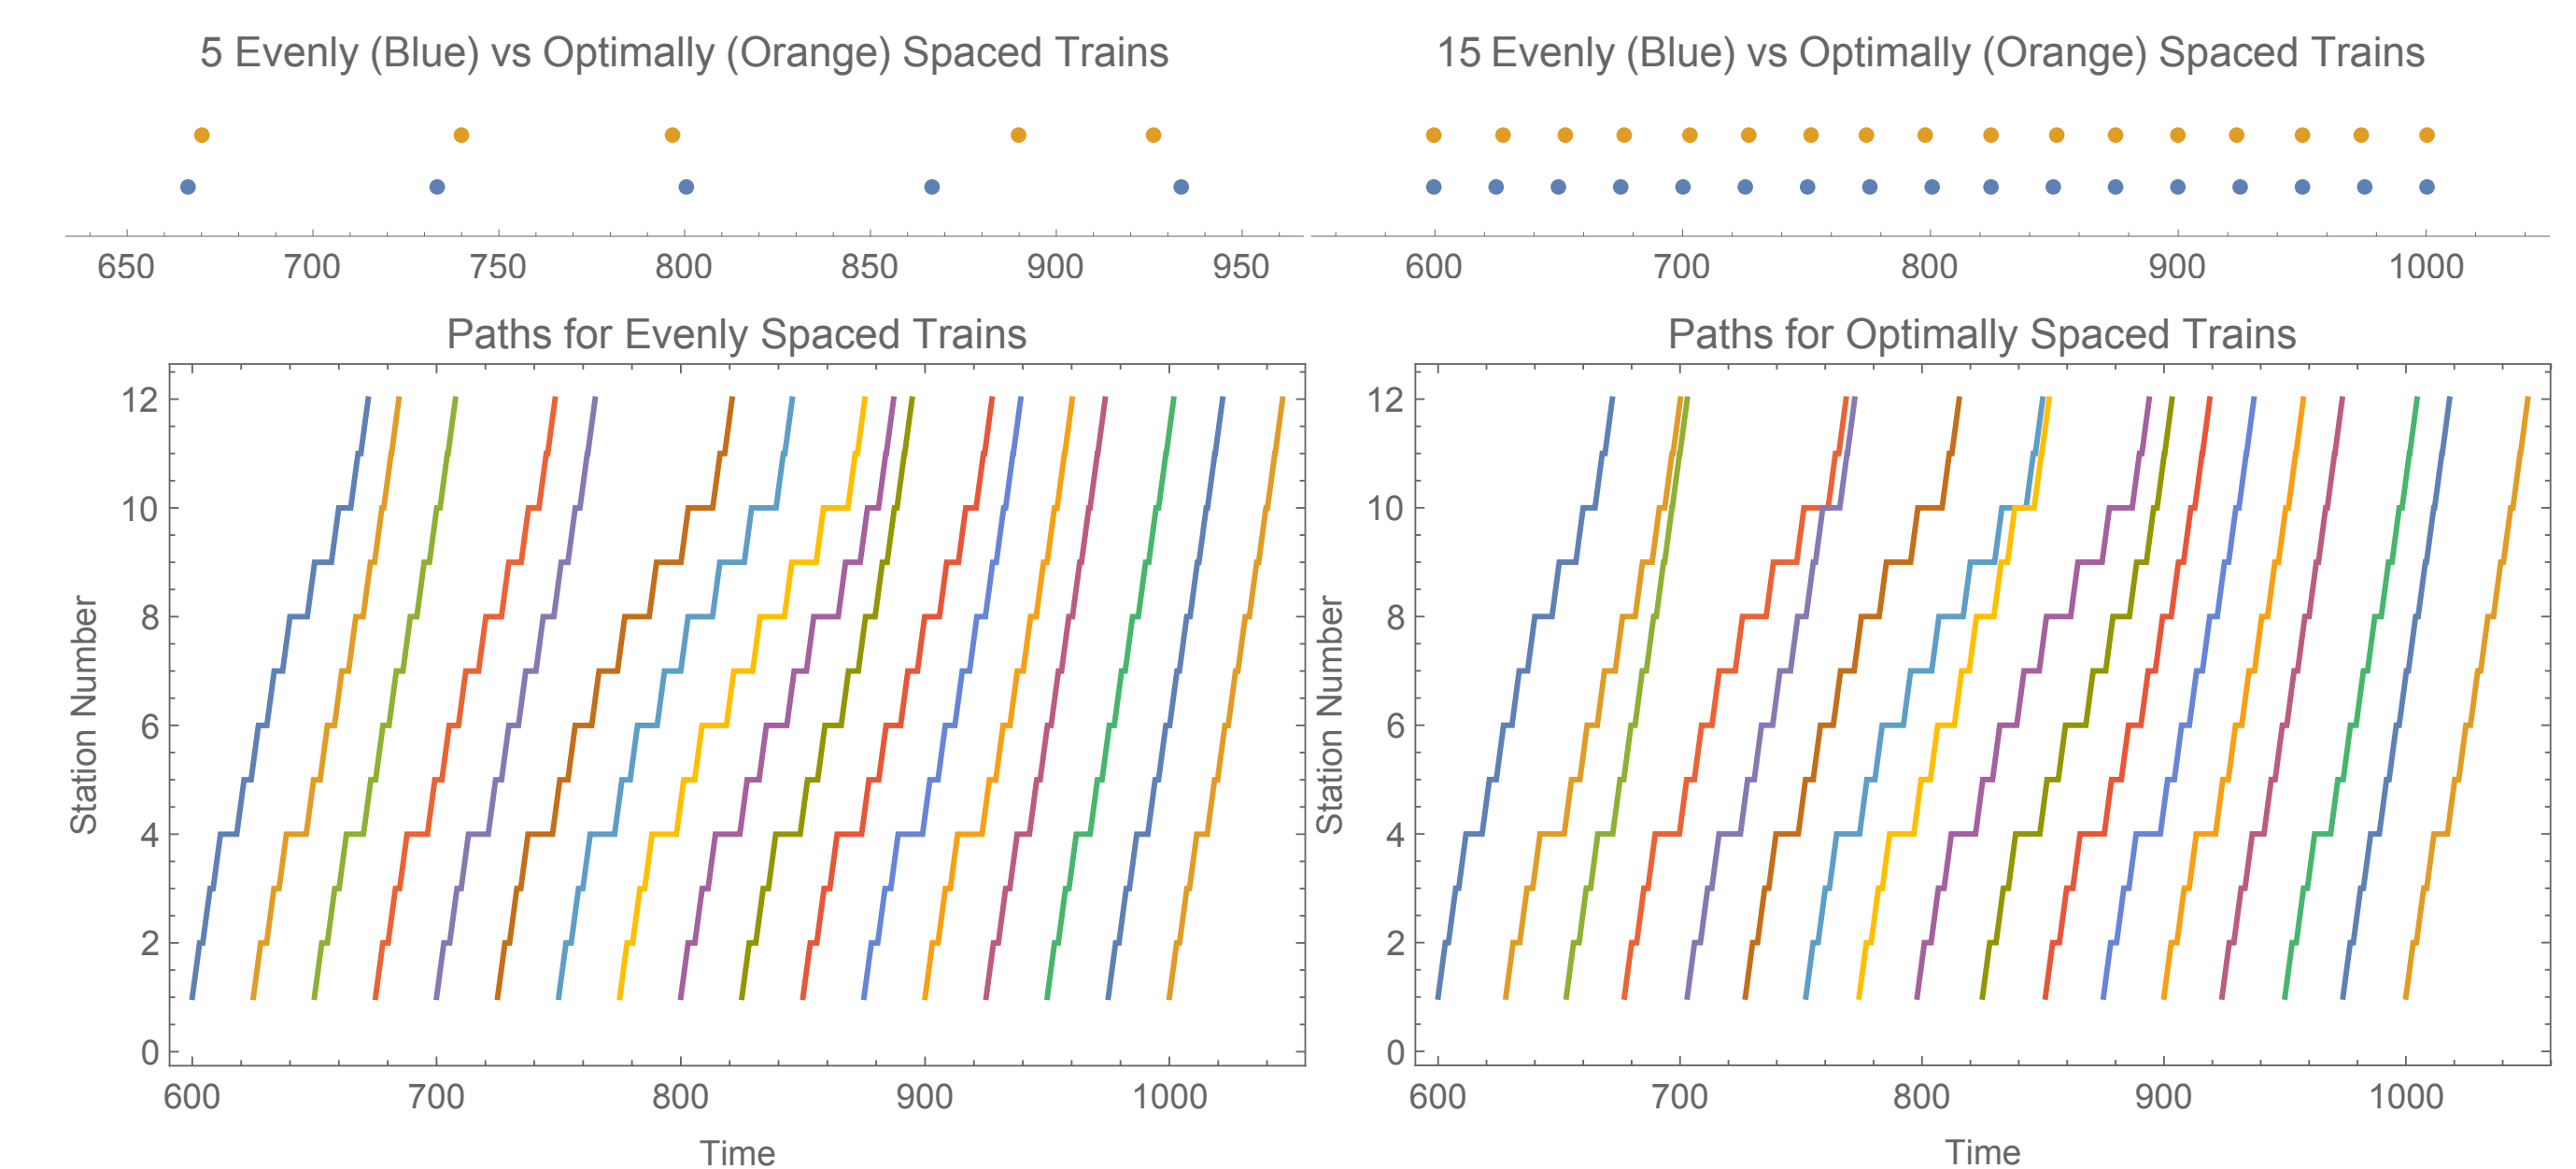 5 Evenly (Blue) vs Optimally (Orange) Spaced Trains
650 700 750 800 850 900 950
15 Evenly (Blue) vs Optimally (Orange) Spaced Trains
600 700 800 900 1000
Paths for Evenly Spaced Trains
Station Number
12
10
8
6
4
2
0
600 700 800 900 1000
Time
Paths for Optimally Spaced Trains
Station Number
12
10
8
6
4
2
0
600 700 800 900 1000
Time